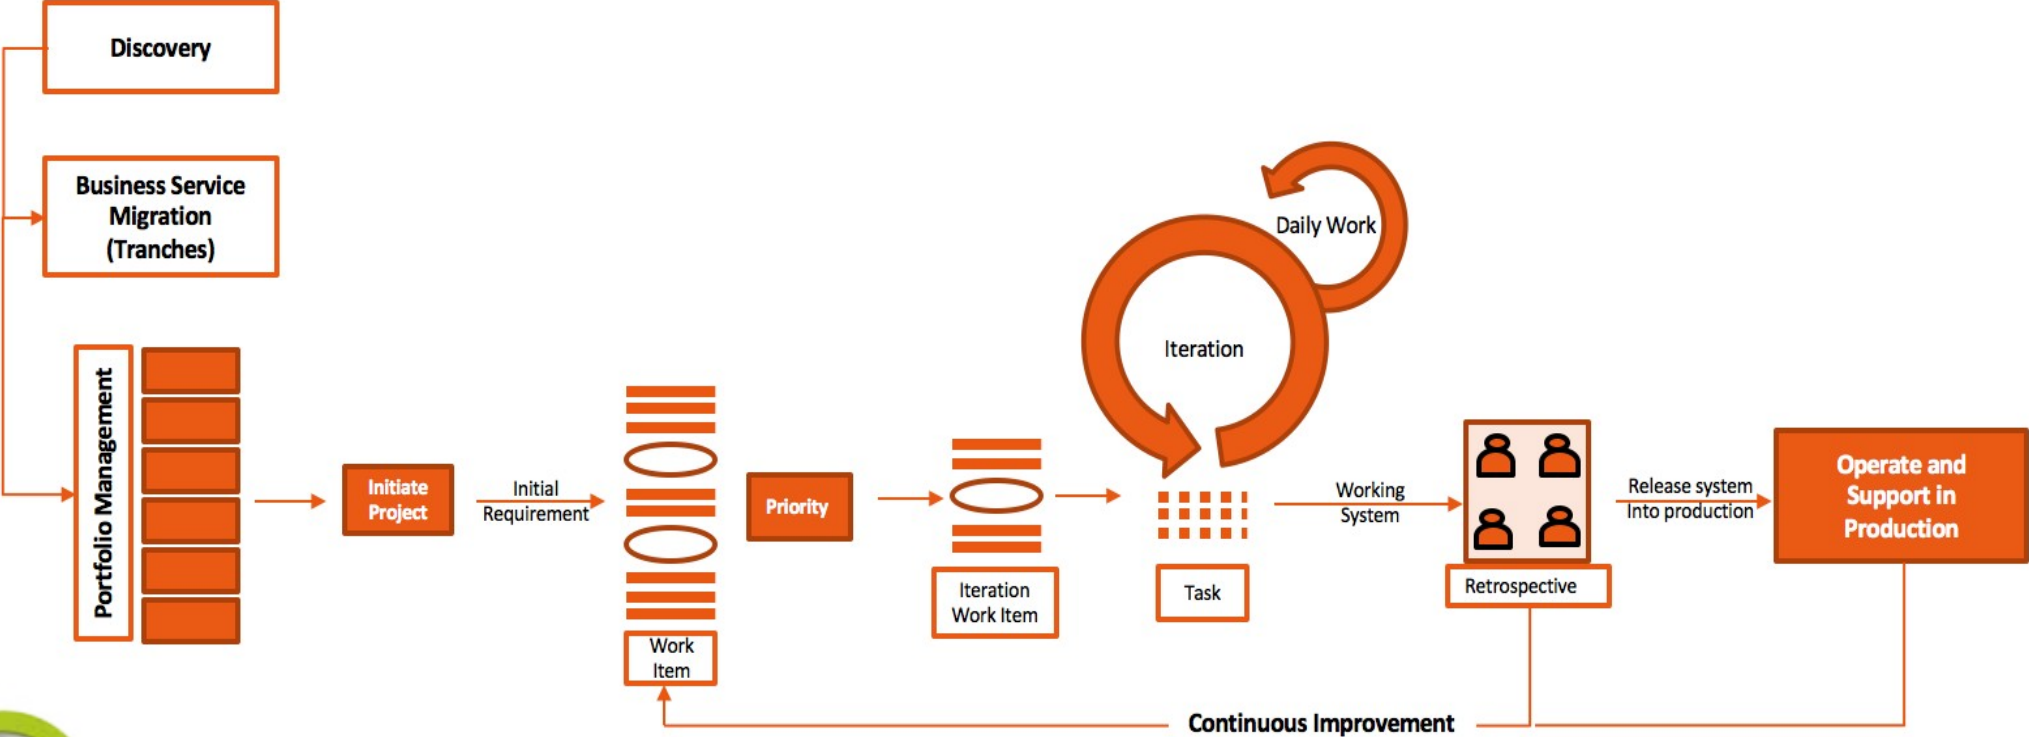 Discovery
Business Service
Migration
(Tranches)
Portfolio Management
Initiate
Project
Initial
Requirement
Work
Item
Priority
Iteration
Work Item
Daily Work
Iteration
Task
Working
System
Retrospective
Release system
Into production
Operate and
Support in
Production
Continuous Improvement